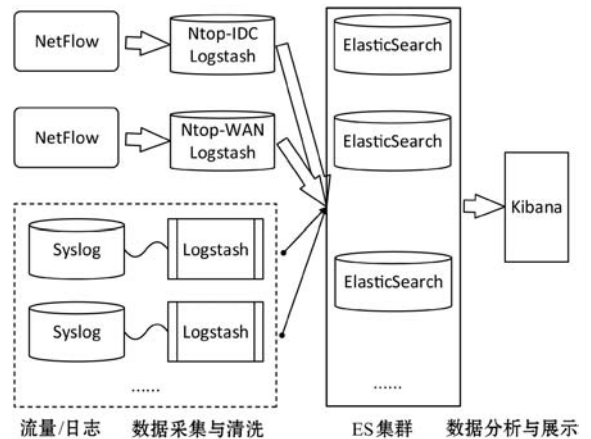 NetFlow
Ntop-IDC
Logstash
ElasticSearch
NetFlow
Ntop-WAN
Logstash
ElasticSearch
Kibana
Syslog
Logstash
ElasticSearch
Syslog
Logstash
......
......
流量/日志
数据采集与清洗
ES集群
数据分析与展示